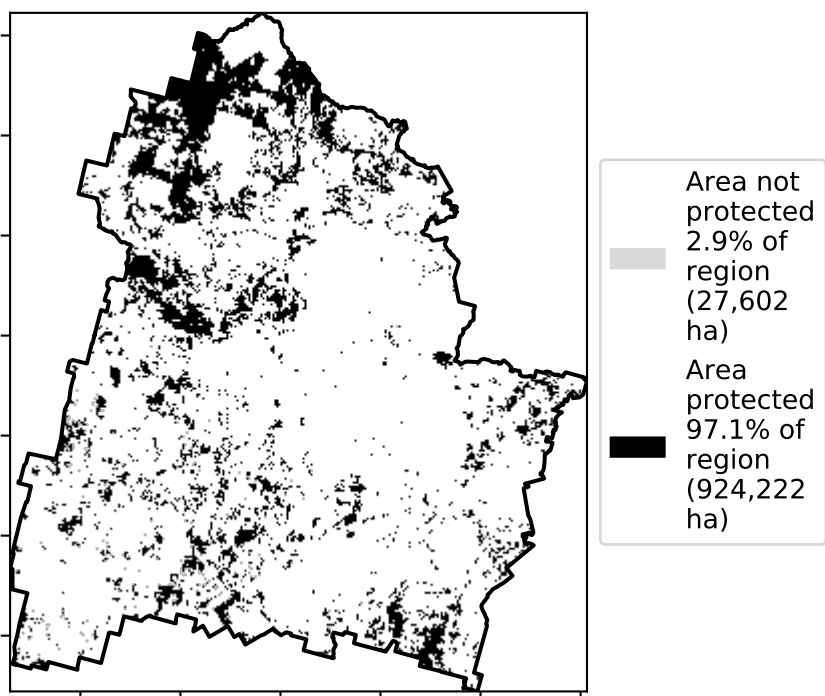 Area not
protected
2.9% of
region
(27,602
ha)
Area
protected
97.1% of
region
(924,222
ha)